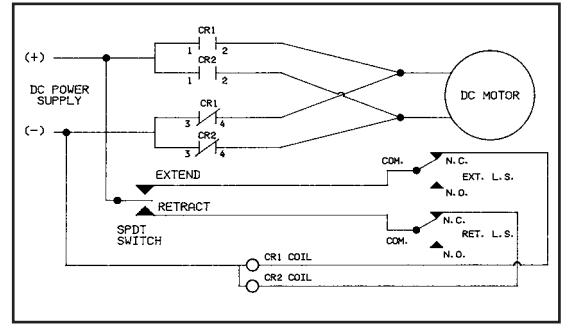 CR1
(+) 1 2
CR2
1 2
DC POWER
SUPPLY
DC MOTOR
CR1
3 4
(-)
CR2
3 4
COM.
N.C.
EXTEND
EXT. L.S.
N.O.
RETRACT
N.C.
SPDT
SWITCH
COM.
RET. L.S.
N.O.
CR1 COIL
CR2 COIL